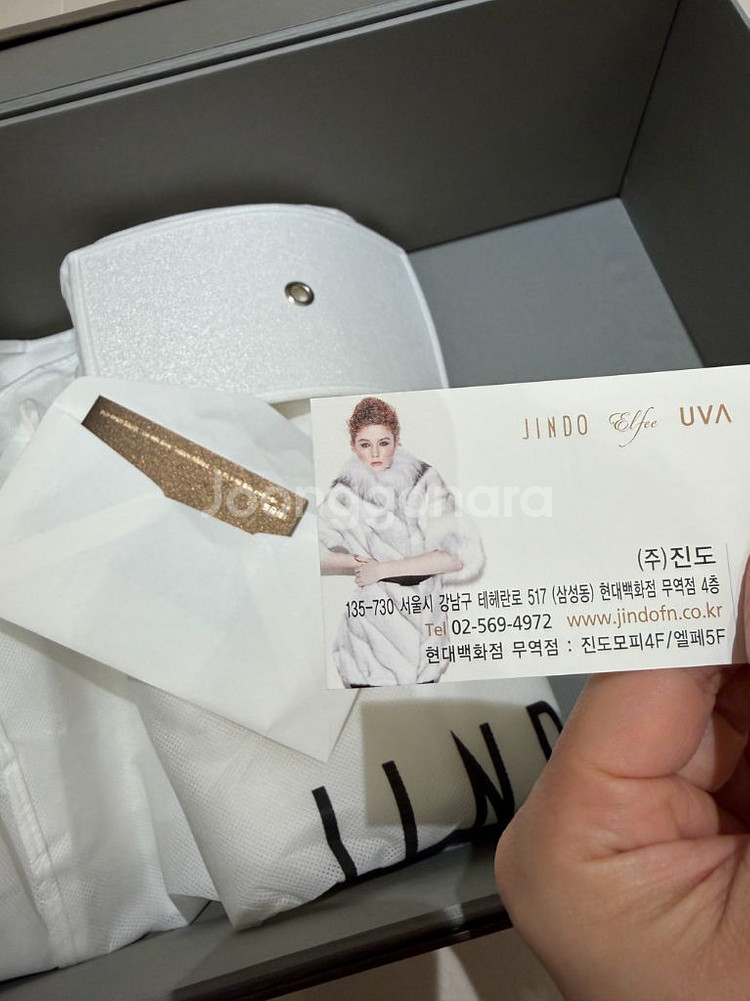 JINDO Elfee UVA
Joonggonara
(주)진도
135-730 서울시 강남구 테헤란로 517 (삼성동) 현대백화점 무역점 4층
Tel 02-569-4972 www.jindofn.co.kr
현대백화점 무역점 : 진도모피4F/엘페5F
JIND